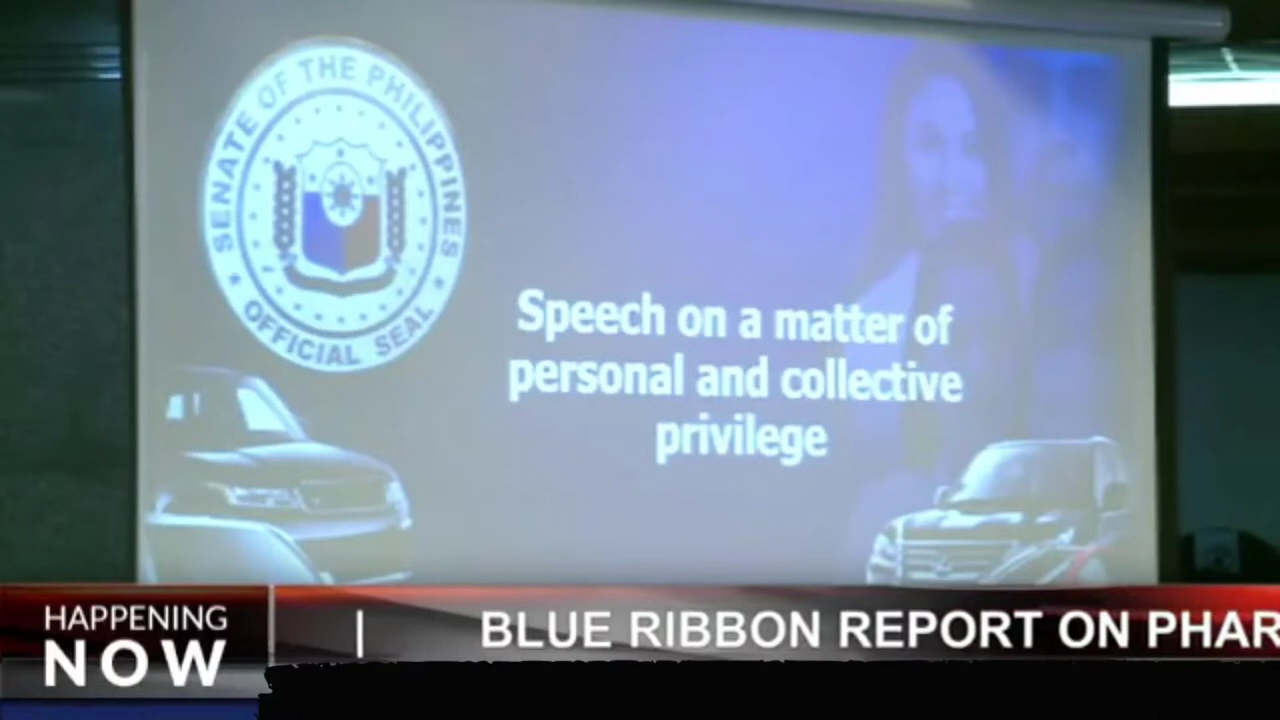 SENATE OF THE PHILIPPINES
OFFICIAL SEAL
Speech on a matter of
personal and collective
privilege
HAPPENING
NOW
| BLUE RIBBON REPORT ON PHAR